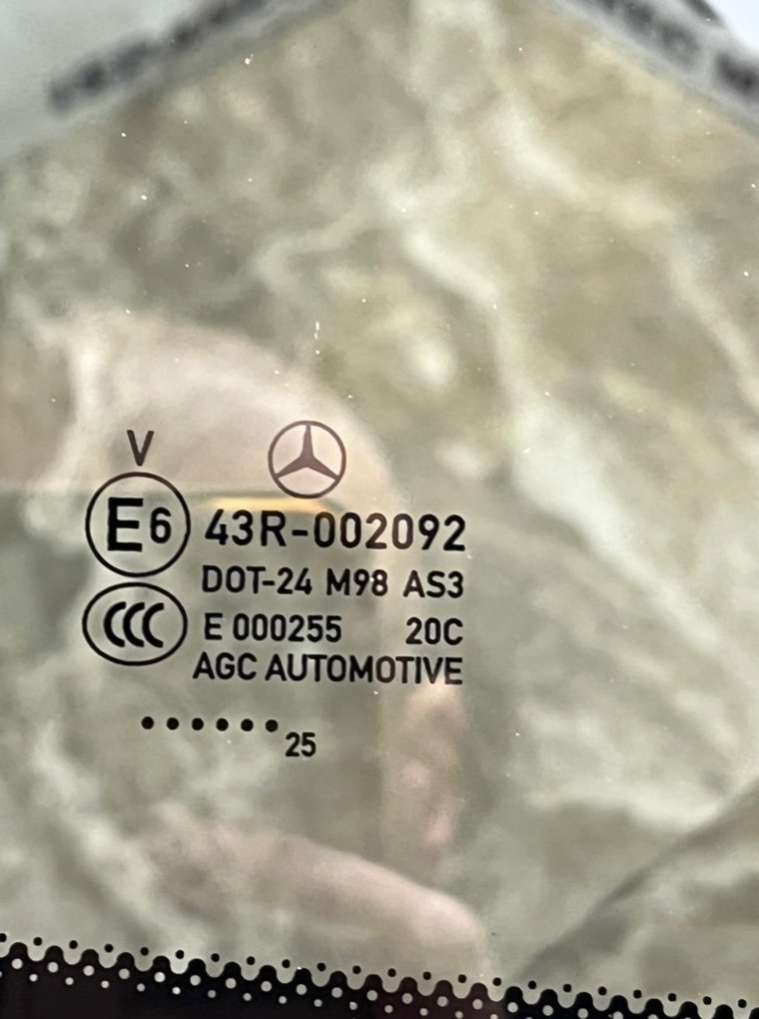 V
E6 43R-002092
DOT-24 M98 AS3
CCC E 000255 20C
AGC AUTOMOTIVE
...... 25